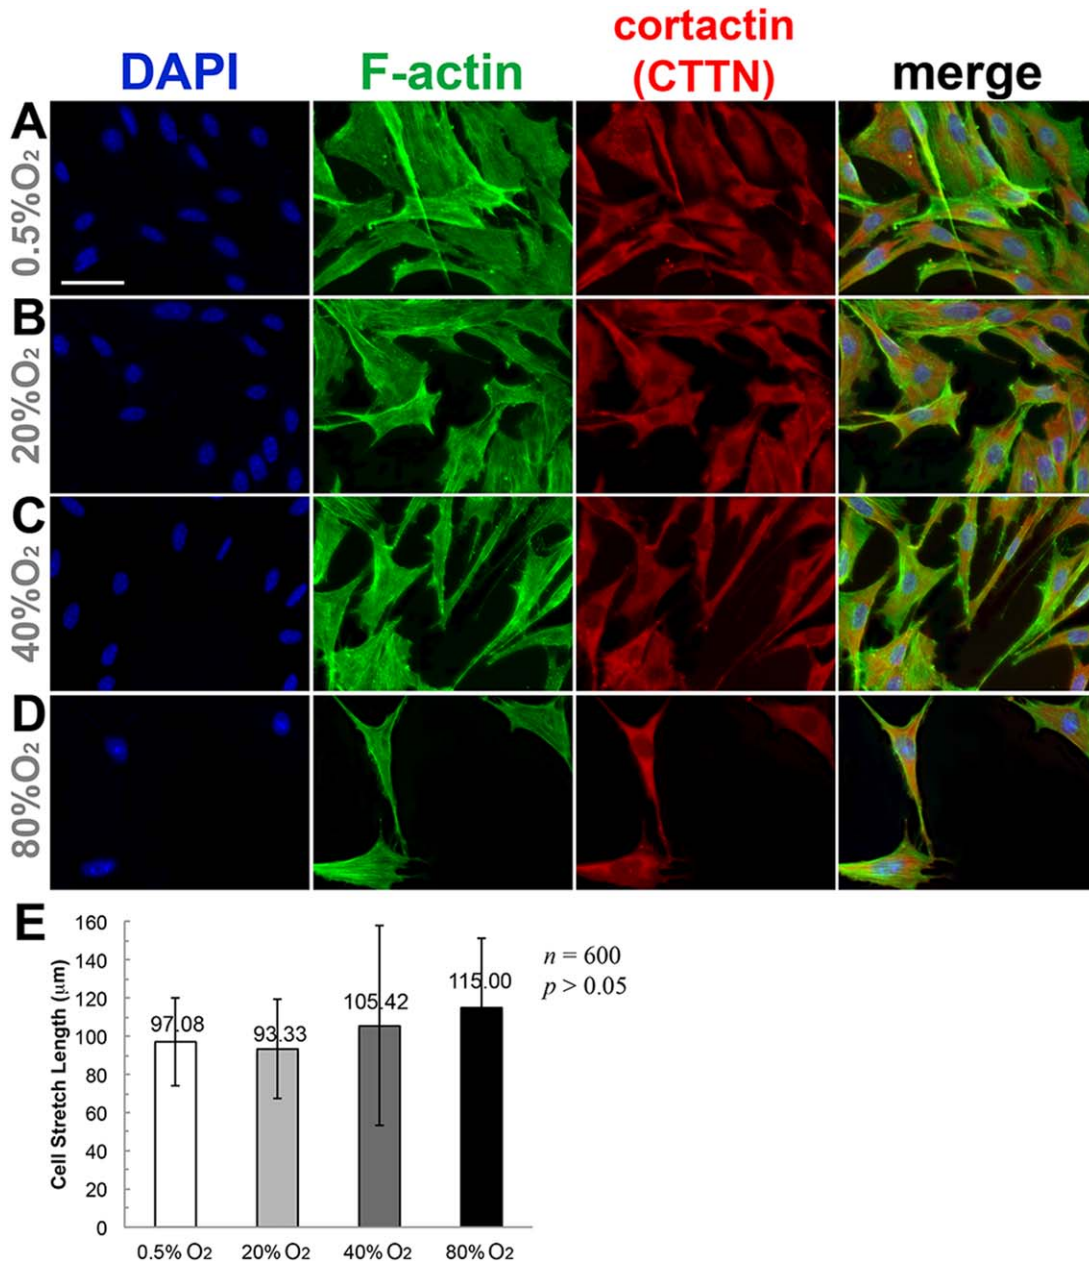 DAPI
F-actin
cortactin
(CTTN)
merge
A
0.5%O2
B
20%O2
C
40%O2
D
80%O2
E
Cell Stretch Length (μm)
160
140
120
100
80
60
40
20
0
97.08
93.33
105.42
115.00
n = 600
p > 0.05
0.5% O2
20% O2
40% O2
80% O2